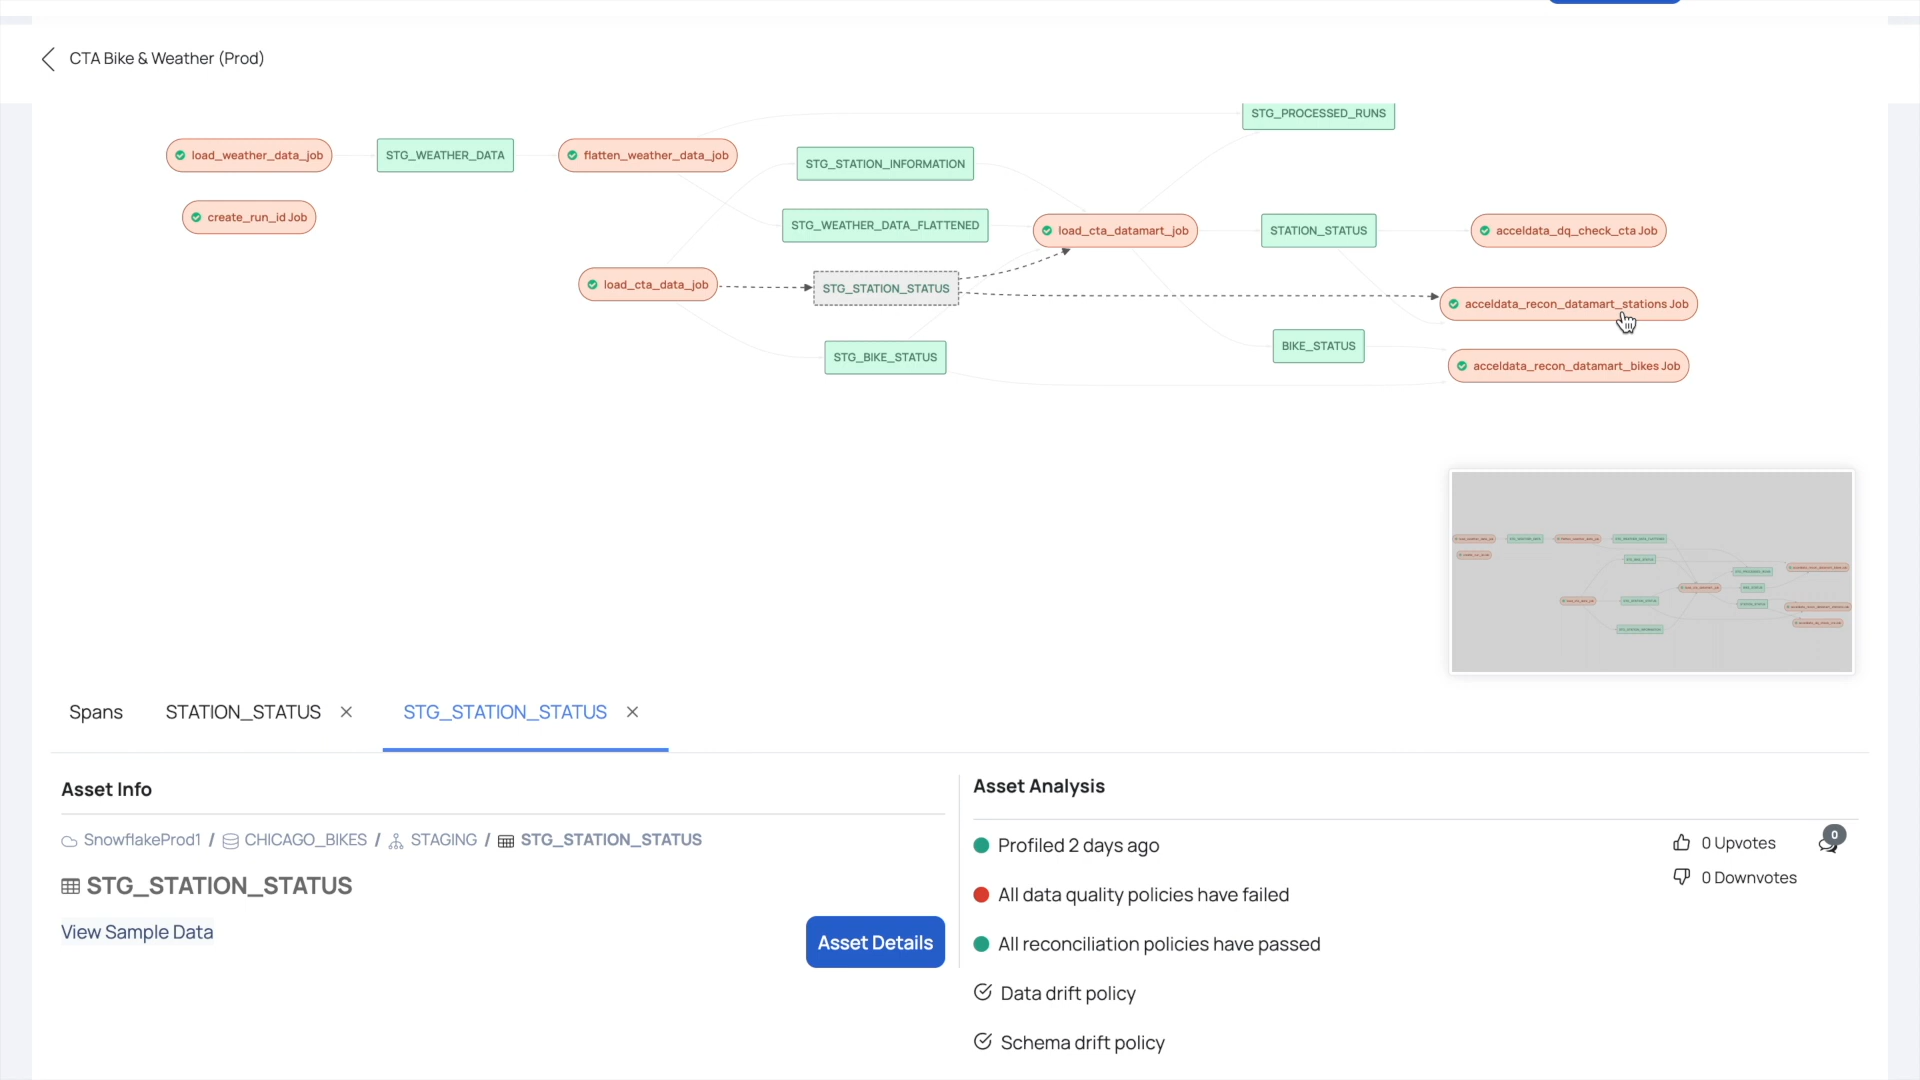 CTA Bike & Weather (Prod)
STG_PROCESSED_RUNS
load_weather_data_job
STG_WEATHER_DATA
flatten_weather_data_job
STG_STATION_INFORMATION
create_run_id Job
STG_WEATHER_DATA_FLATTENED
load_cta_datamart_job
STATION_STATUS
acceldata_dq_check_cta Job
load_cta_data_job
STG_STATION_STATUS
acceldata_recon_datamart_stations Job
STG_BIKE_STATUS
BIKE_STATUS
acceldata_recon_datamart_bikes Job
Spans
STATION_STATUS
STG_STATION_STATUS
Asset Info
SnowflakeProd1 / CHICAGO_BIKES / STAGING / STG_STATION_STATUS
STG_STATION_STATUS
View Sample Data
Asset Details
Asset Analysis
Profiled 2 days ago
All data quality policies have failed
All reconciliation policies have passed
Data drift policy
Schema drift policy
0 Upvotes
0
0 Downvotes